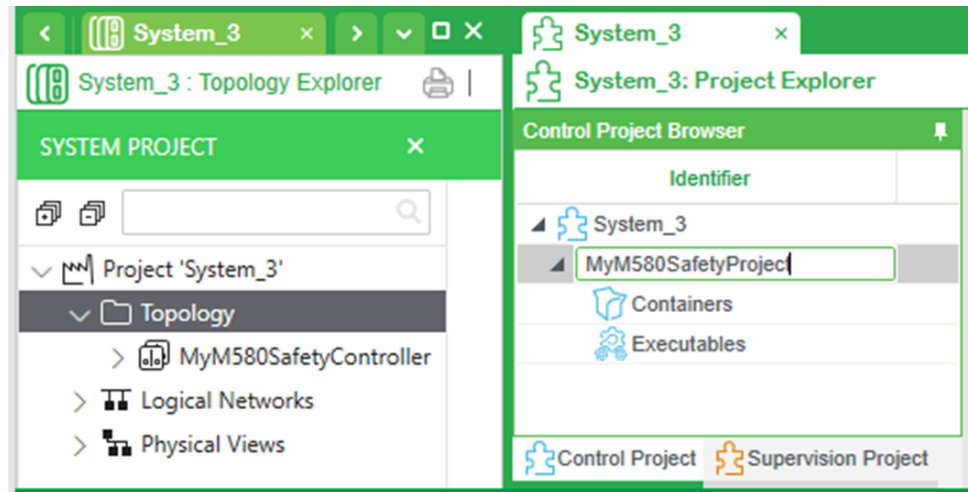 System_3
System_3 : Topology Explorer
SYSTEM PROJECT
Project 'System_3'
Topology
MyM580SafetyController
Logical Networks
Physical Views
System_3
System_3: Project Explorer
Control Project Browser
Identifier
System_3
MyM580SafetyProject
Containers
Executables
Control Project
Supervision Project